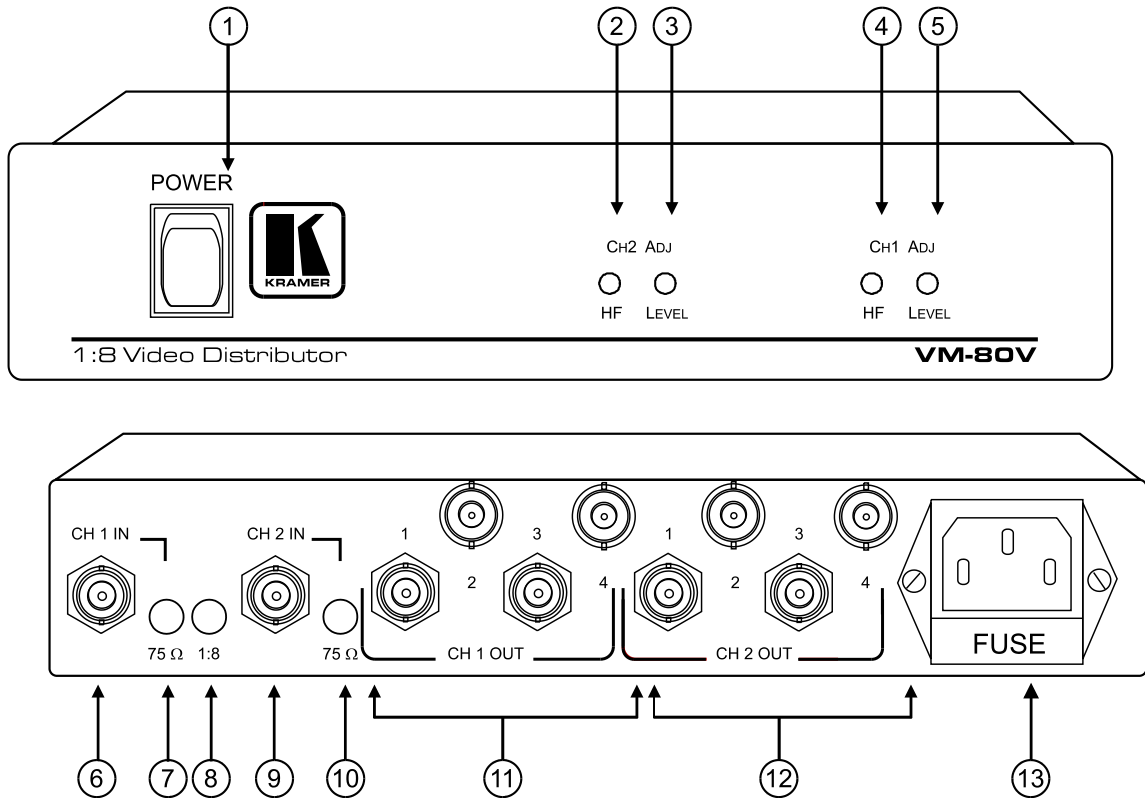 1 2 3 4 5
POWER
K
KRAMER
CH2 ADJ CH1 ADJ
HF LEVEL HF LEVEL
1:8 Video Distributor VM-80V
CH 1 IN CH 2 IN 1 3 1 3
2 4 2 4
75 Ω 1:8 75 Ω CH 1 OUT CH 2 OUT FUSE
6 7 8 9 10 11 12 13